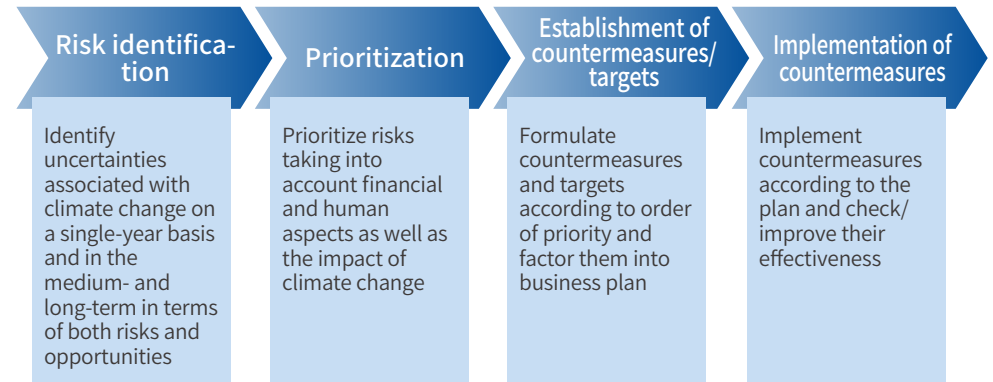 Risk identifica-
tion
Identify
uncertainties
associated with
climate change on
a single-year basis
and in the
medium- and
long-term in terms
of both risks and
opportunities
Prioritization
Prioritize risks
taking into
account financial
and human
aspects as well as
the impact of
climate change
Establishment of
countermeasures/
targets
Formulate
countermeasures
and targets
according to order
of priority and
factor them into
business plan
Implementation of
countermeasures
Implement
countermeasures
according to the
plan and check/
improve their
effectiveness